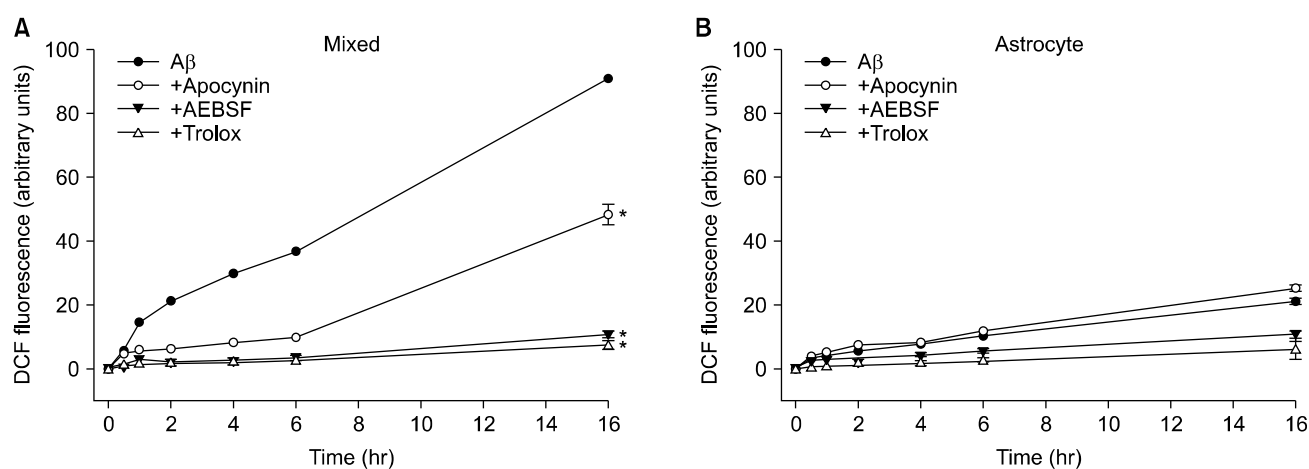 A
Mixed
Aβ
+Apocynin
+AEBSF
+Trolox
DCF fluorescence (arbitrary units)
100
80
60
40
20
0
*
*
*
0 2 4 6 8 10 12 14 16
Time (hr)
B
Astrocyte
Aβ
+Apocynin
+AEBSF
+Trolox
DCF fluorescence (arbitrary units)
100
80
60
40
20
0
0 2 4 6 8 10 12 14 16
Time (hr)